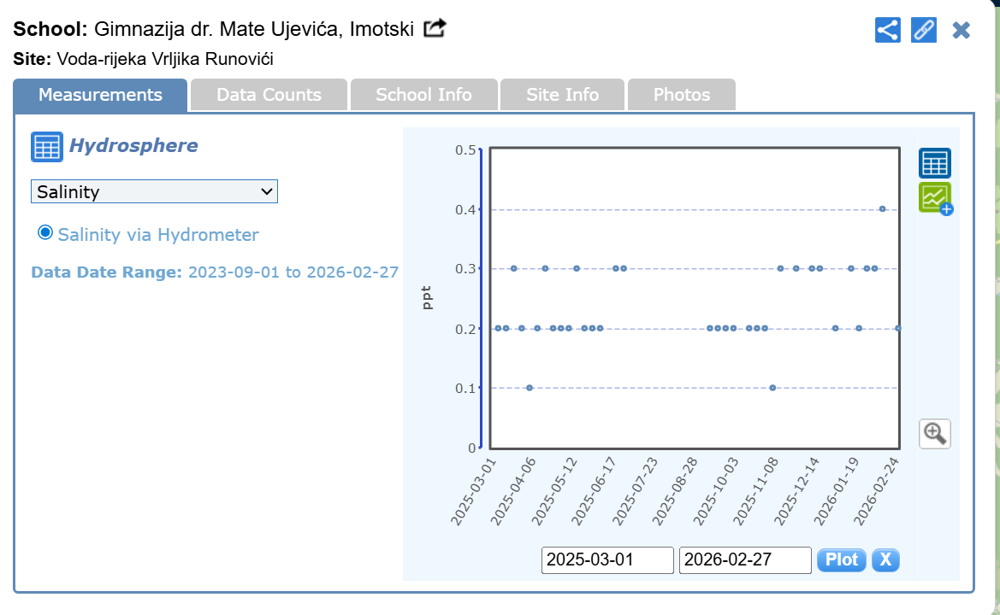 School: Gimnazija dr. Mate Ujevića, Imotski
Site: Voda-rijeka Vrljika Runovići
Measurements
Data Counts
School Info
Site Info
Photos
Hydrosphere
Salinity
Salinity via Hydrometer
Data Date Range: 2023-09-01 to 2026-02-27
0.5
0.4
0.3
0.2
0.1
0
ppt
2025-03-01
2025-04-06
2025-05-12
2025-06-17
2025-07-23
2025-08-28
2025-10-03
2025-11-08
2025-12-14
2026-01-19
2026-02-24
2025-03-01
2026-02-27
Plot
X